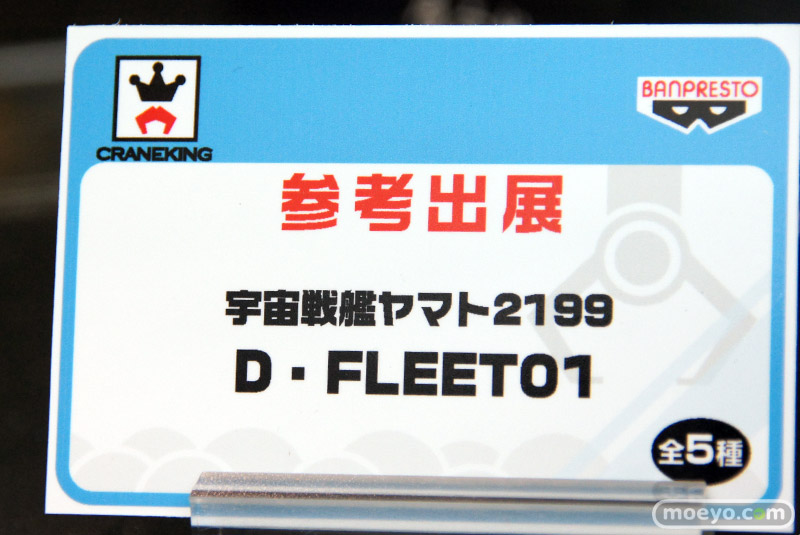 CRANEKING
BANPRESTO
参考出展
宇宙戦艦ヤマト2199
D・FLEET01
全5種
moeyo.com